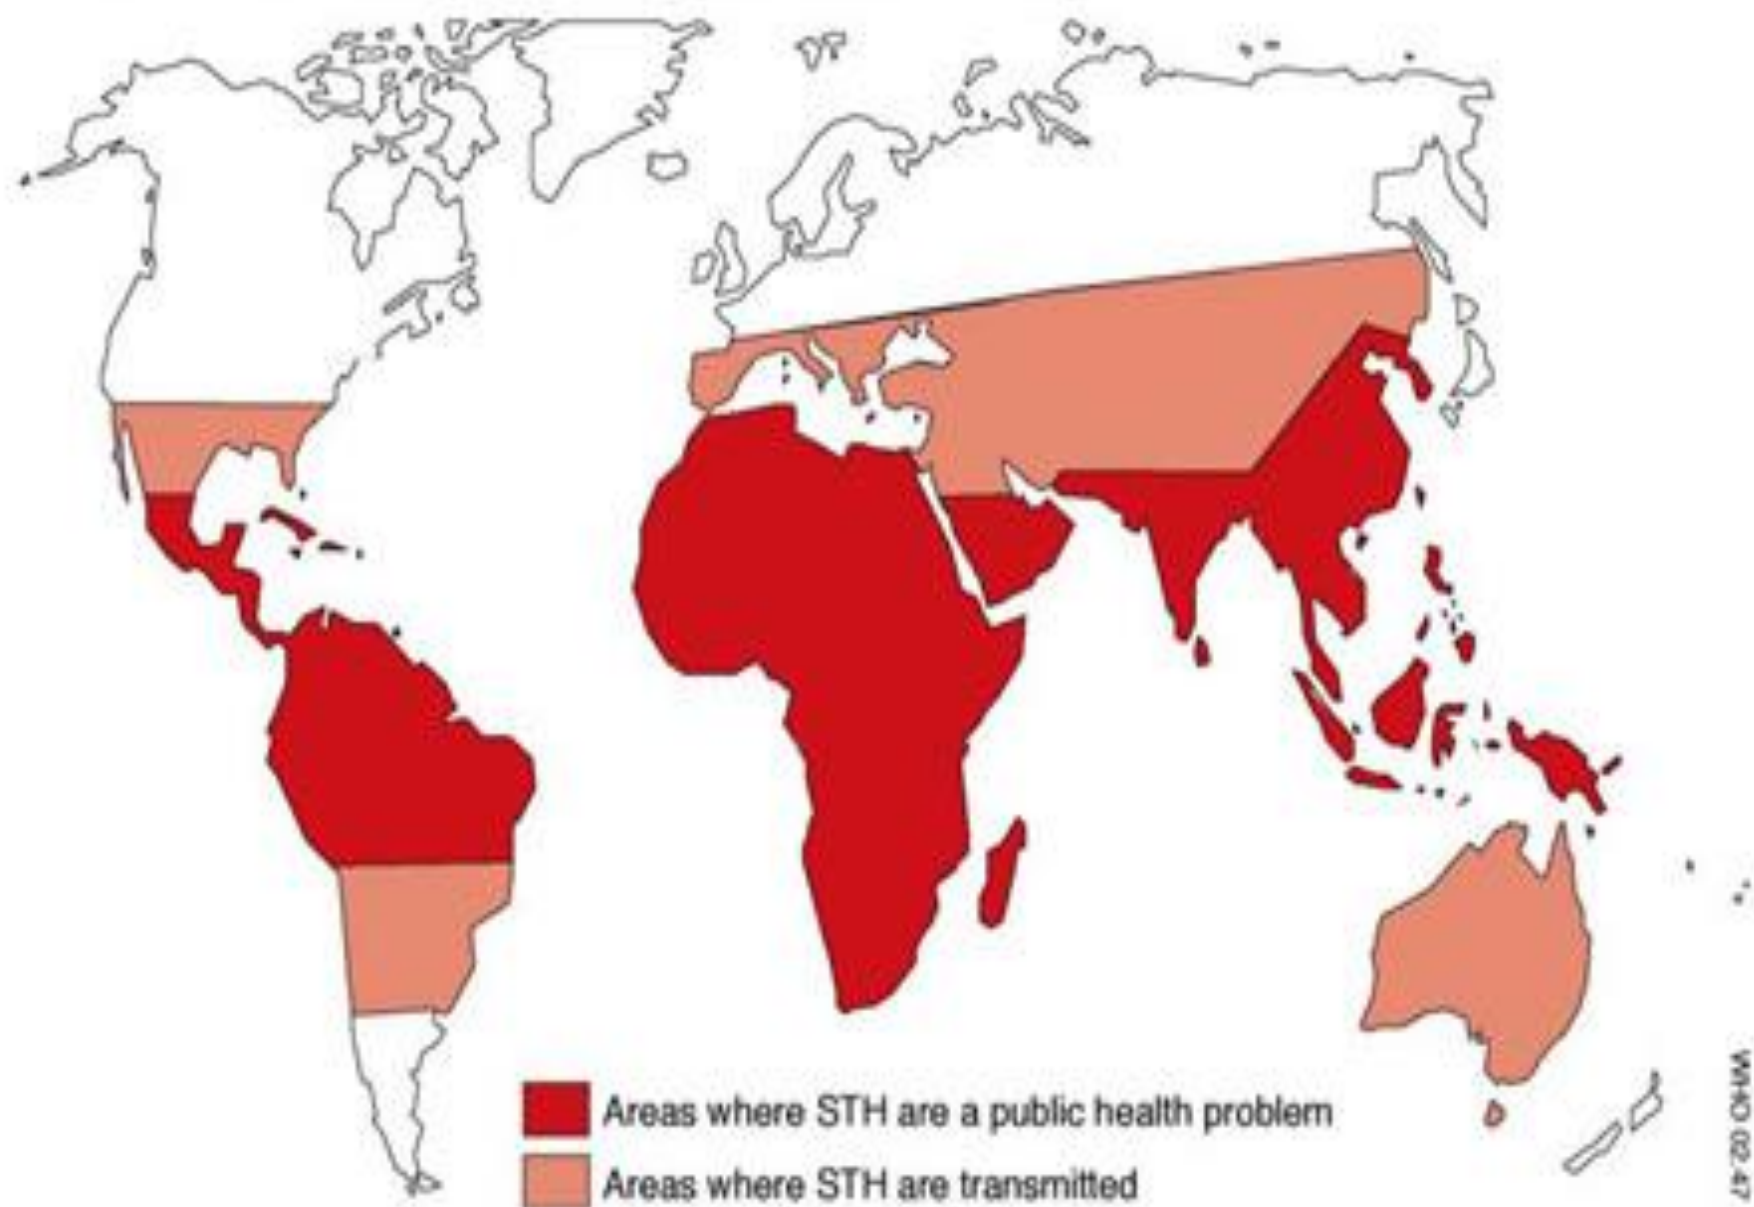 Areas where STH are a public health problem
Areas where STH are transmitted
WHO 02.47